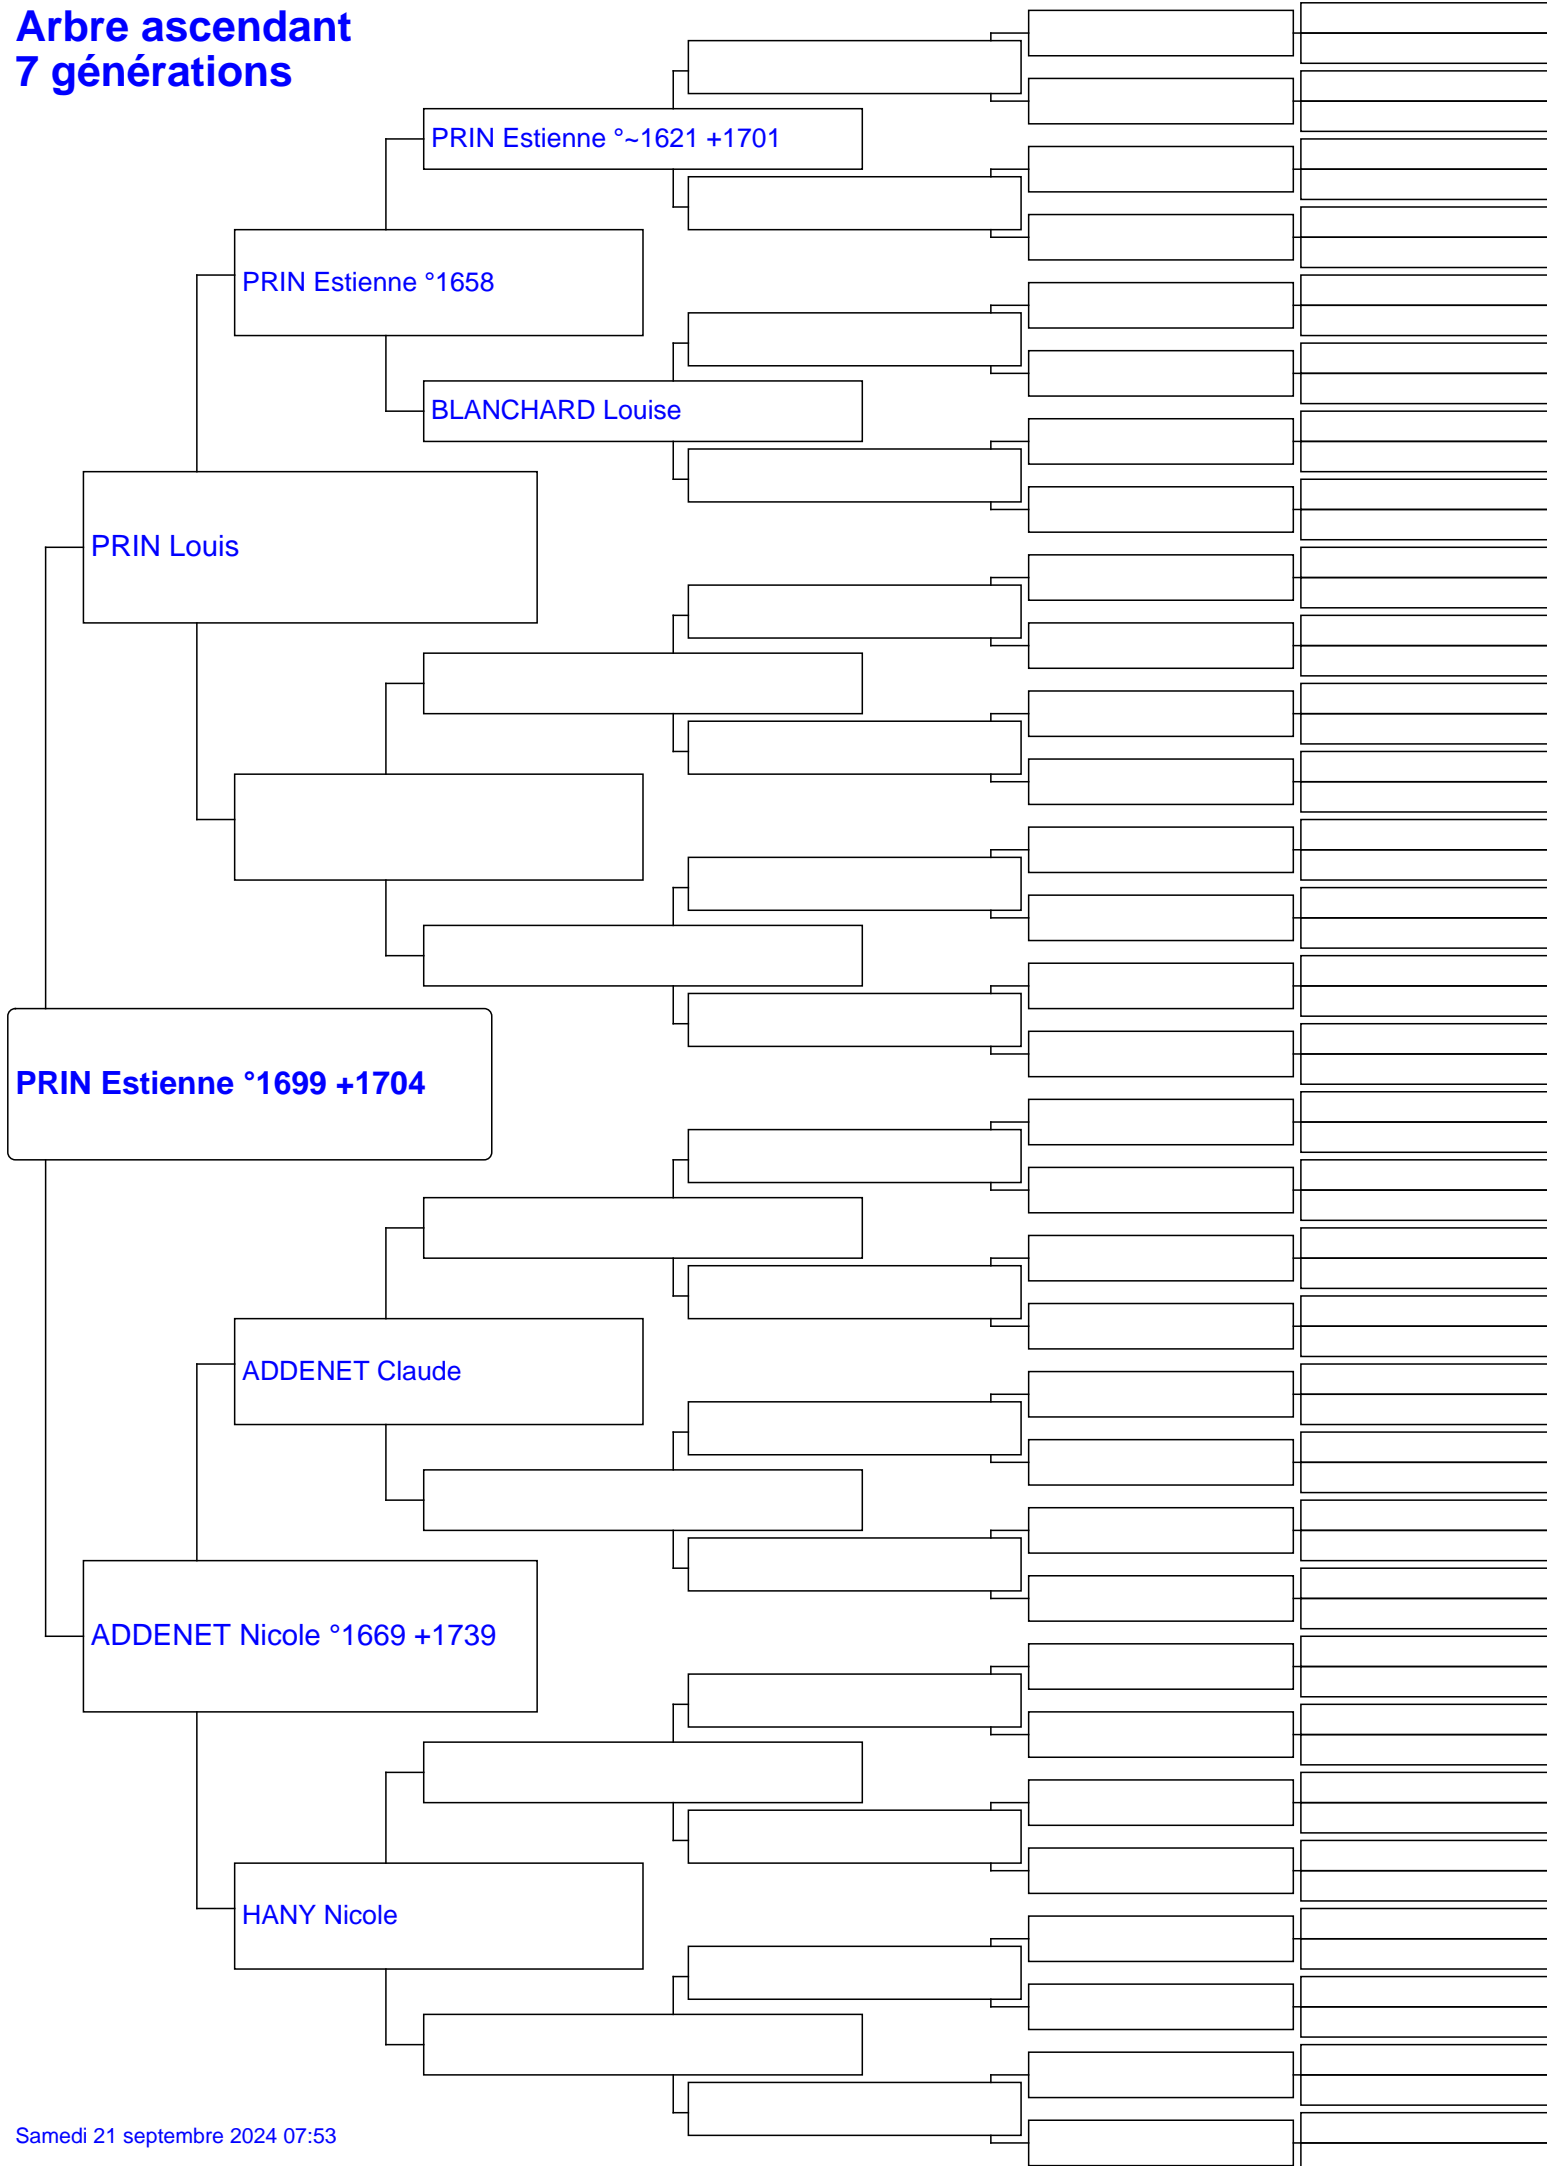 Arbre ascendant
7 générations
PRIN Estienne °~1621 +1701
PRIN Estienne °1658
BLANCHARD Louise
PRIN Louis
PRIN Estienne °1699 +1704
ADDENET Claude
ADDENET Nicole °1669 +1739
HANY Nicole
Samedi 21 septembre 2024 07:53